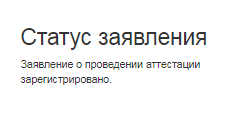 Статус заявления
Заявление о проведении аттестации
зарегистрировано.